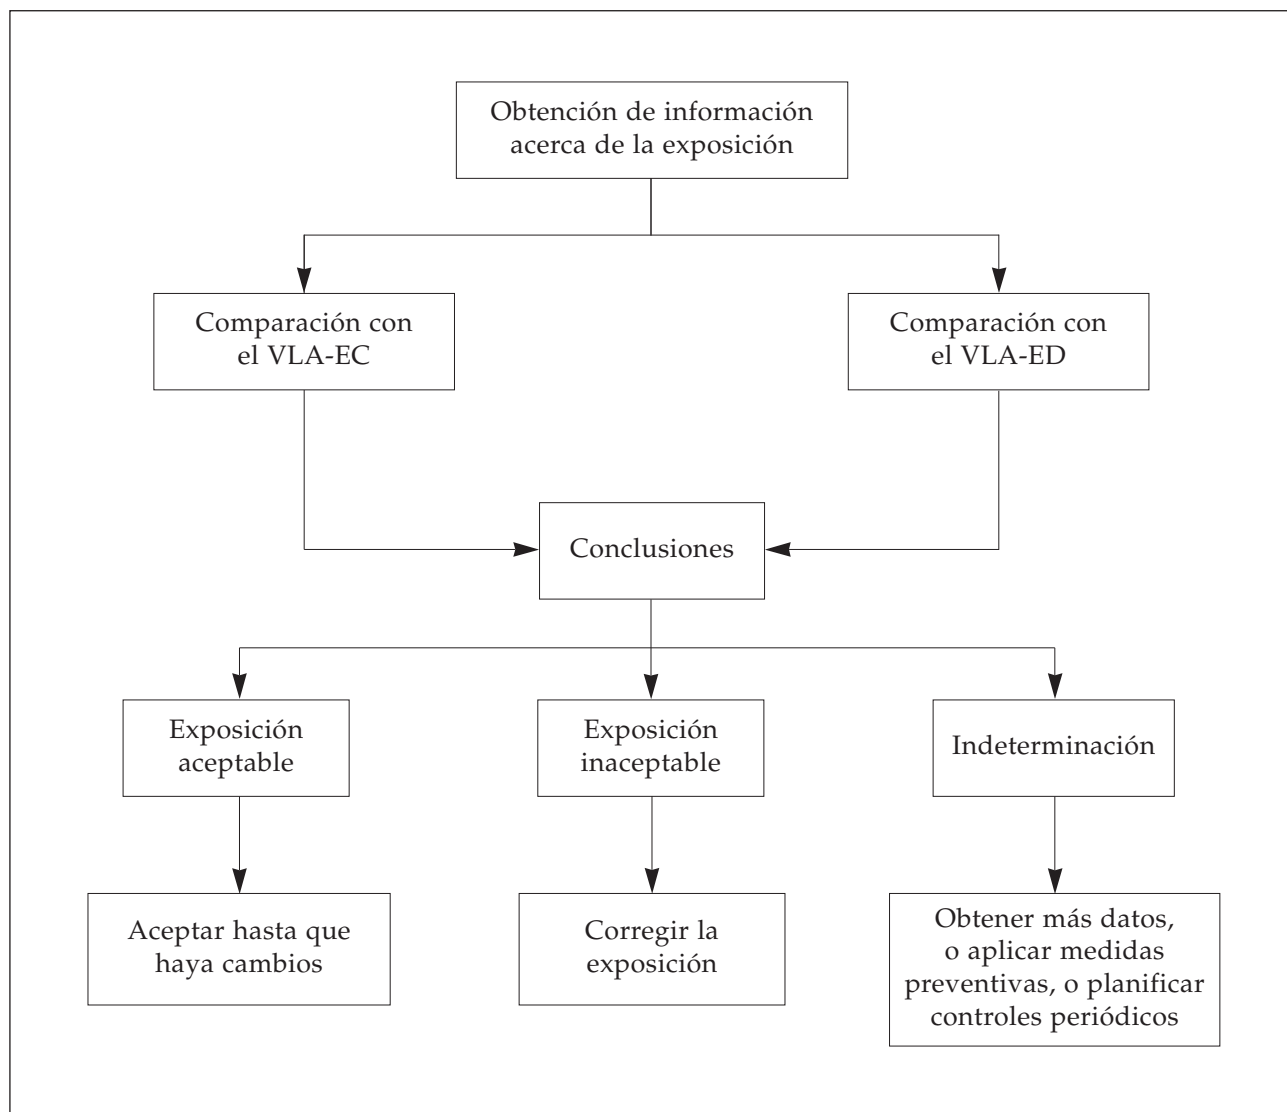 Obtención de información
acerca de la exposición
Comparación con
el VLA-EC
Comparación con
el VLA-ED
Conclusiones
Exposición
aceptable
Exposición
inaceptable
Indeterminación
Aceptar hasta que
haya cambios
Corregir la
exposición
Obtener más datos,
o aplicar medidas
preventivas, o planificar
controles periódicos